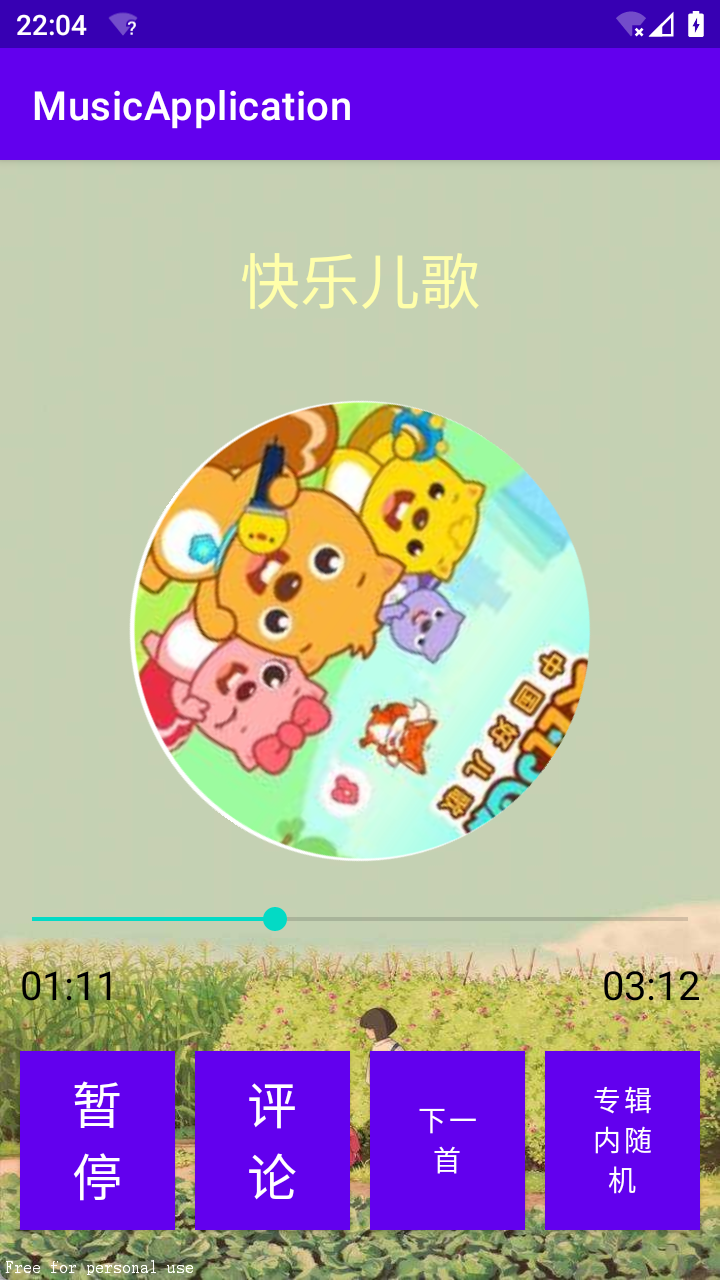 22:04
MusicApplication
快乐儿歌
中国好儿歌
01:11
03:12
暂
停
评
论
下一
首
专辑
内随
机
Free for personal use